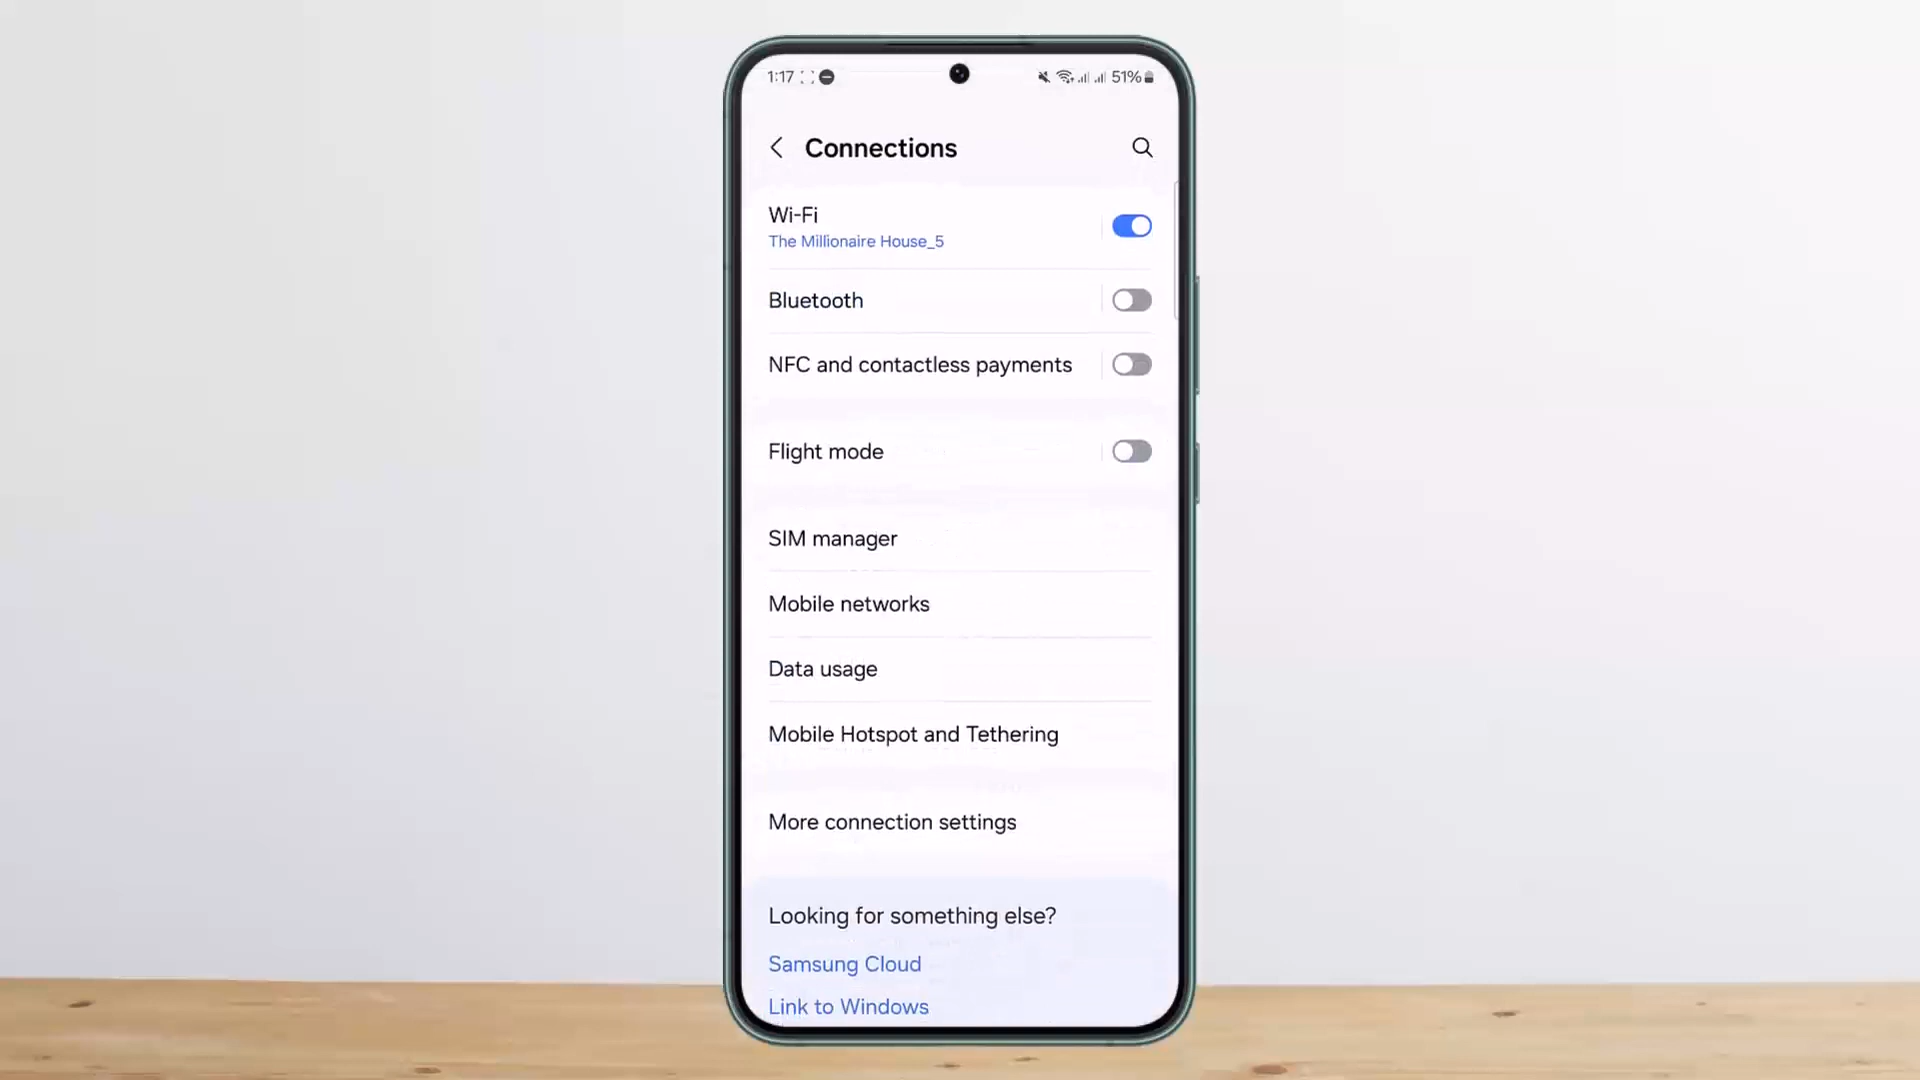 1:17
51%
Connections
Wi-Fi
The Millionaire House_5
Bluetooth
NFC and contactless payments
Flight mode
SIM manager
Mobile networks
Data usage
Mobile Hotspot and Tethering
More connection settings
Looking for something else?
Samsung Cloud
Link to Windows